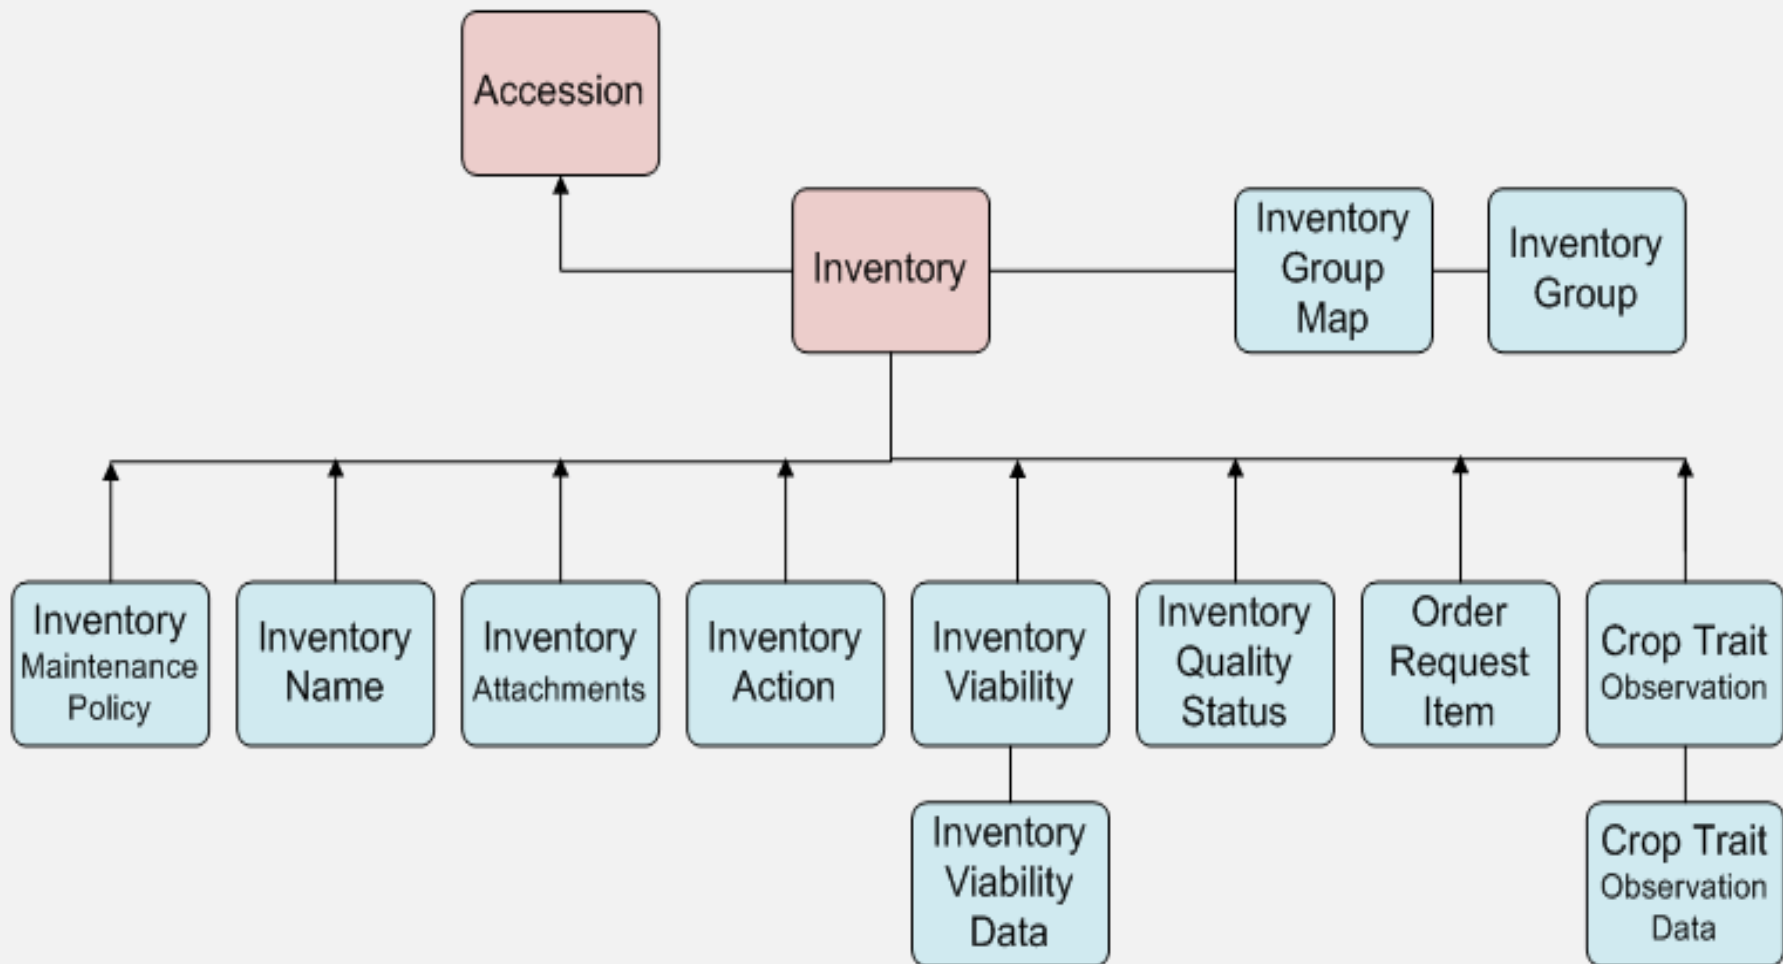 Accession
Inventory
Inventory
Group
Map
Inventory
Group
Inventory
Maintenance
Policy
Inventory
Name
Inventory
Attachments
Inventory
Action
Inventory
Viability
Inventory
Quality
Status
Order
Request
Item
Crop Trait
Observation
Inventory
Viability
Data
Crop Trait
Observation
Data